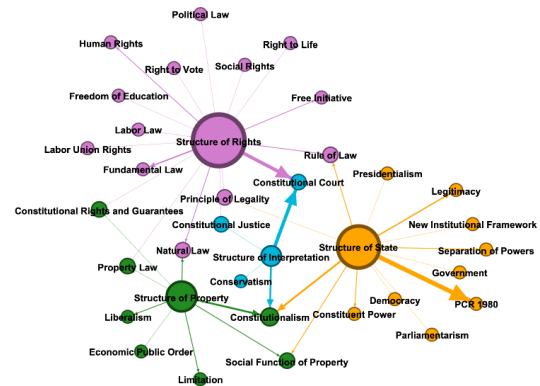 Political Law
Human Rights
Right to Life
Right to Vote
Social Rights
Freedom of Education
Free Initiative
Labor Law
Structure of Rights
Labor Union Rights
Rule of Law
Fundamental Law
Presidentialism
Constitutional Court
Legitimacy
Principle of Legality
Constitutional Rights and Guarantees
Constitutional Justice
New Institutional Framework
Natural Law
Structure of State
Separation of Powers
Structure of Interpretation
Property Law
Government
Conservatism
Structure of Property
Democracy
PCR 1980
Liberalism
Constitutionalism
Constituent Power
Parliamentarism
Economic Public Order
Social Function of Property
Limitation